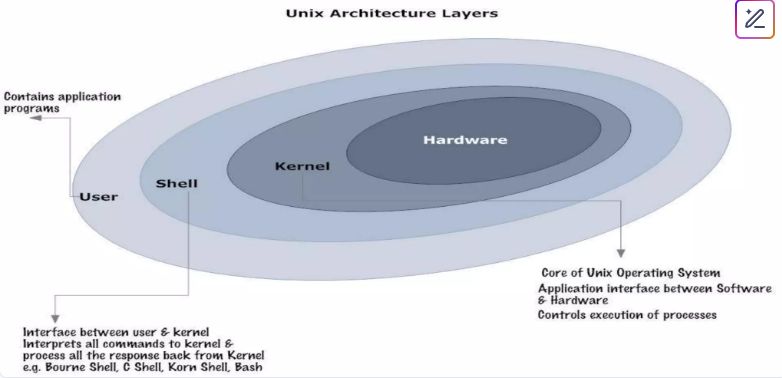 Unix Architecture Layers
Contains application
programs
Hardware
Kernel
Shell
User
Core of Unix Operating System
Application interface between Software
& Hardware
Controls execution of processes
Interface between user & kernel
Interprets all commands to kernel &
process all the response back from Kernel
e.g. Bourne Shell, C Shell, Korn Shell, Bash